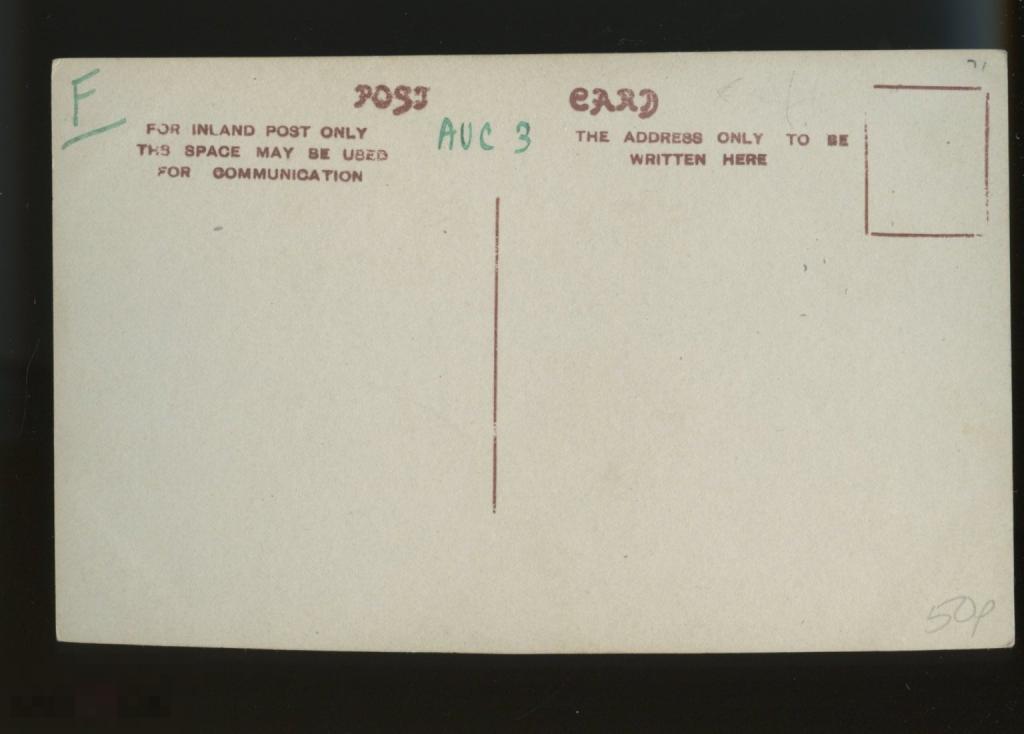 F
POST CARD
FOR INLAND POST ONLY
THIS SPACE MAY BE USED
FOR COMMUNICATION
AUC 3
THE ADDRESS ONLY TO BE
WRITTEN HERE
50p